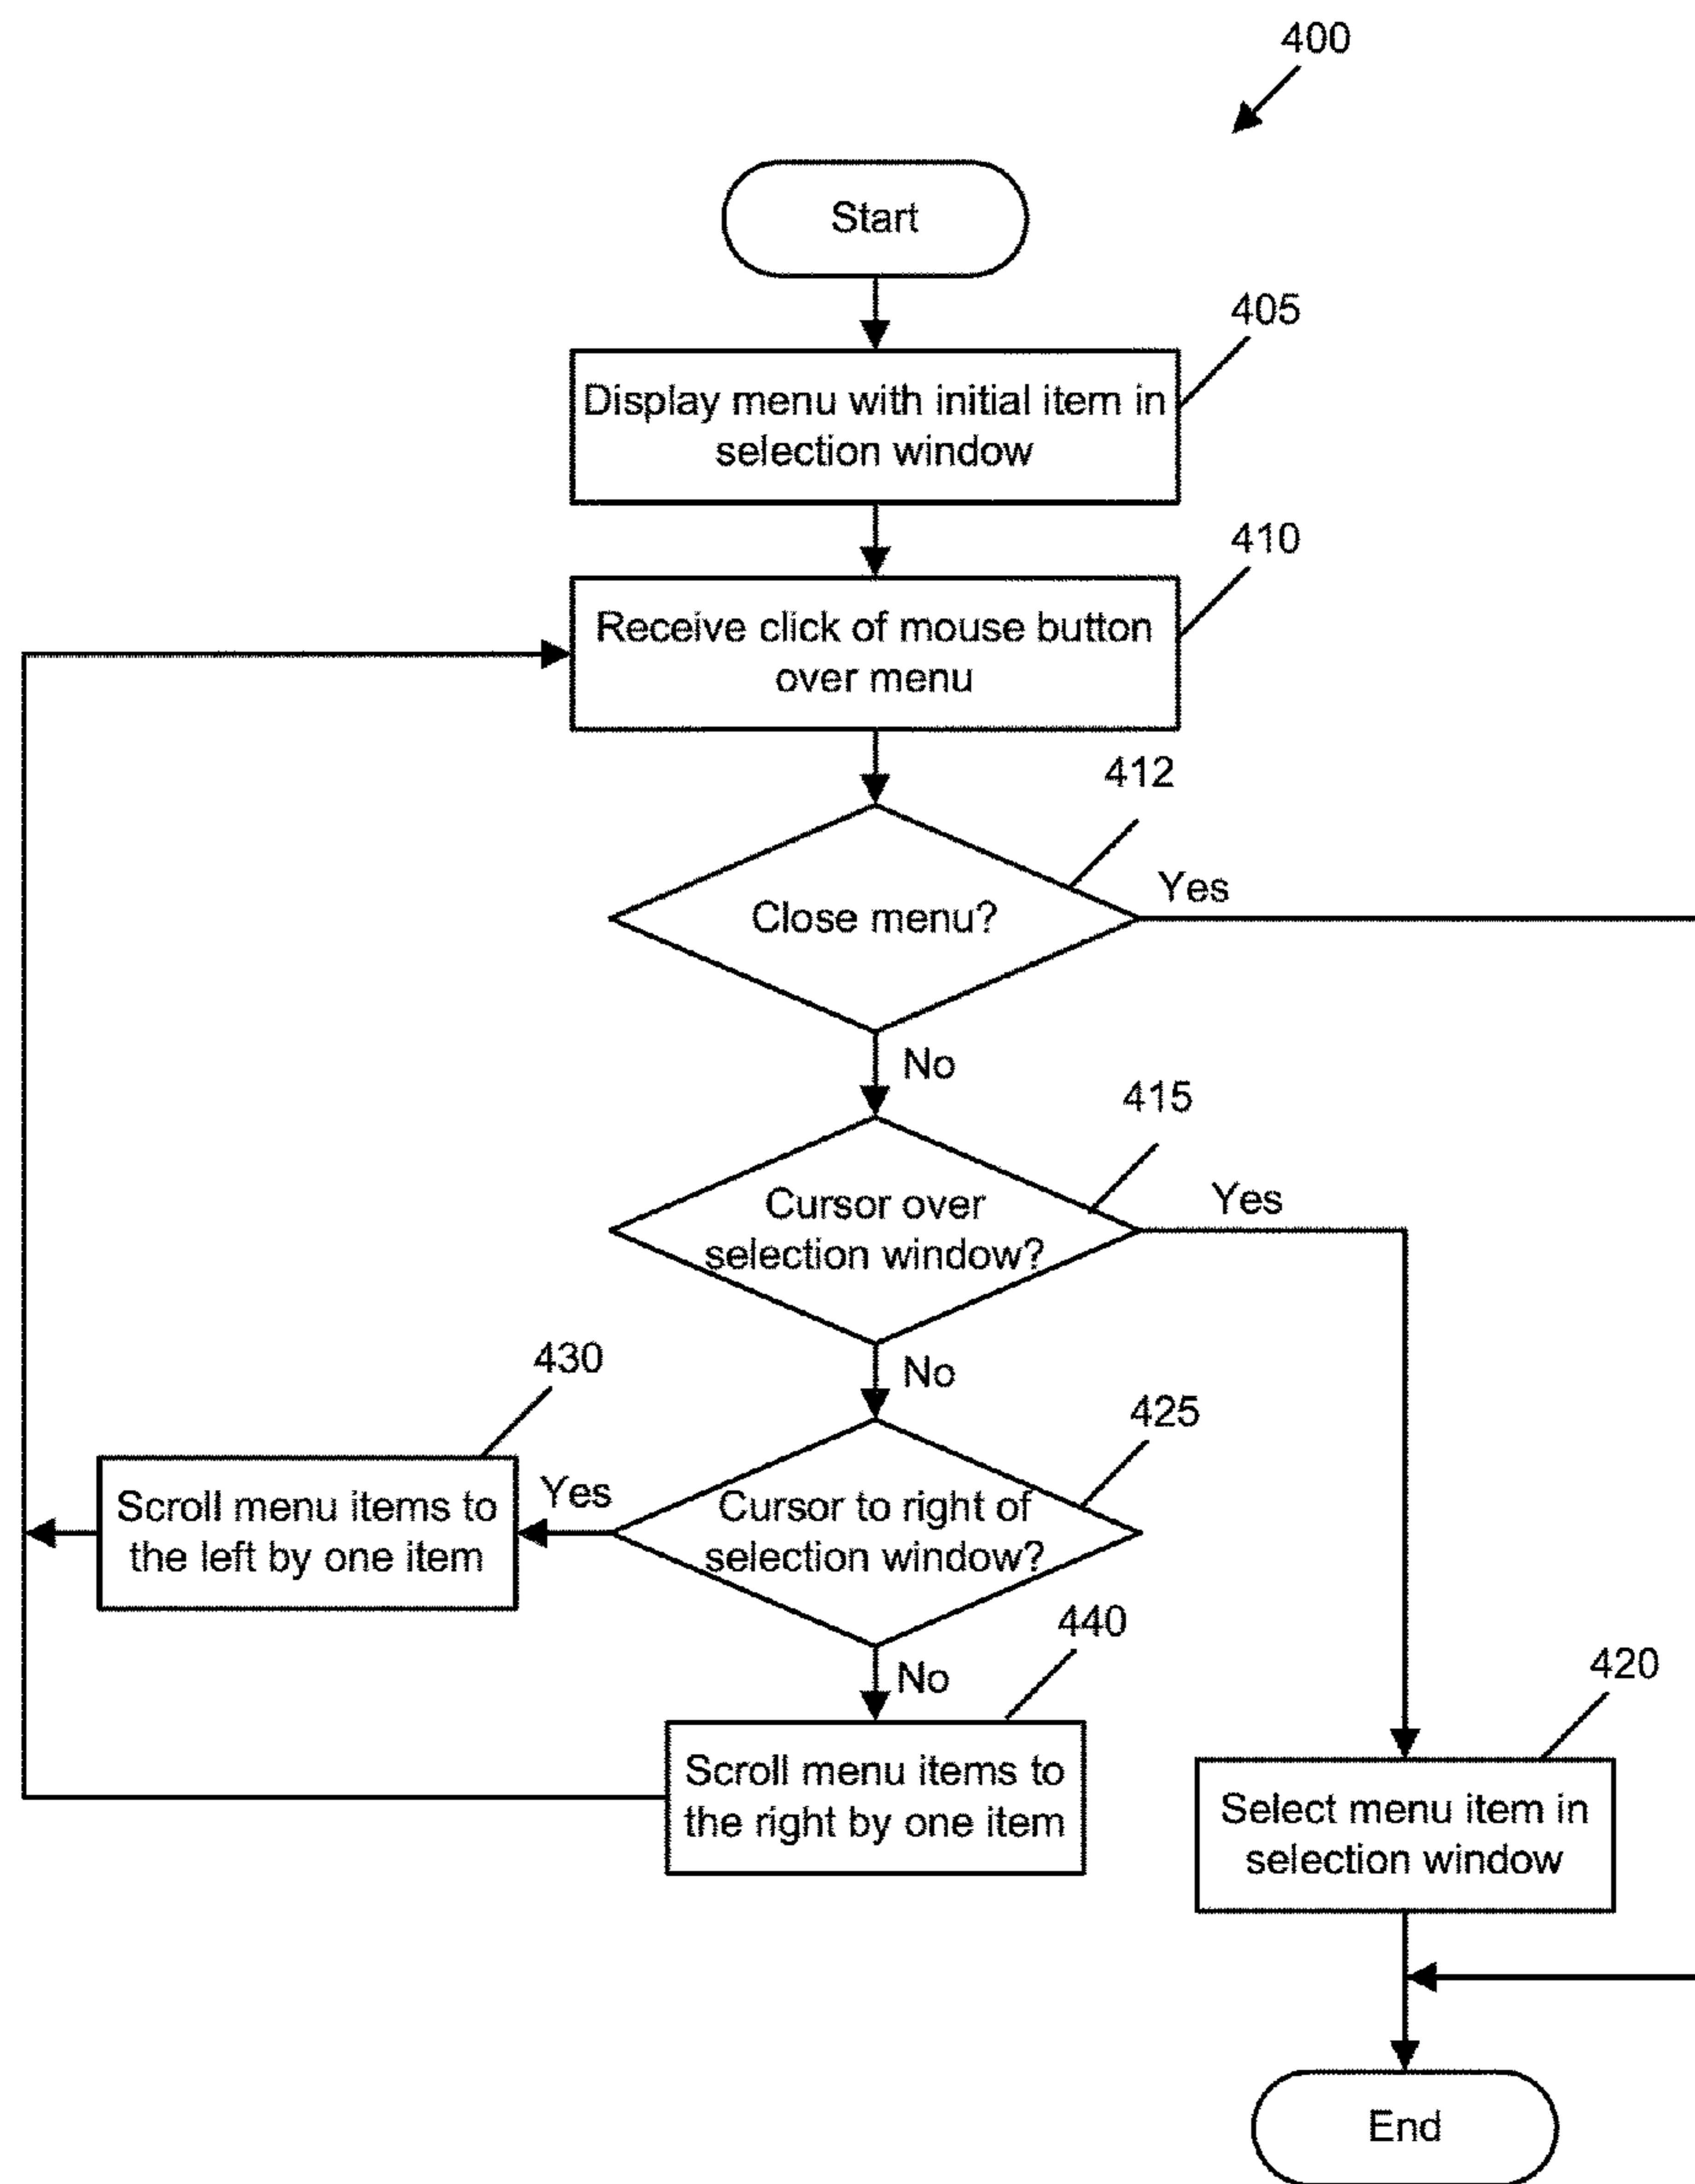 400
Start
405
Display menu with initial item in
selection window
410
Receive click of mouse button
over menu
412
Close menu?
Yes
No
415
Cursor over
selection window?
Yes
No
425
430
Cursor to right of
selection window?
Yes
Scroll menu items to
the left by one item
No
440
Scroll menu items to
the right by one item
420
Select menu item in
selection window
End